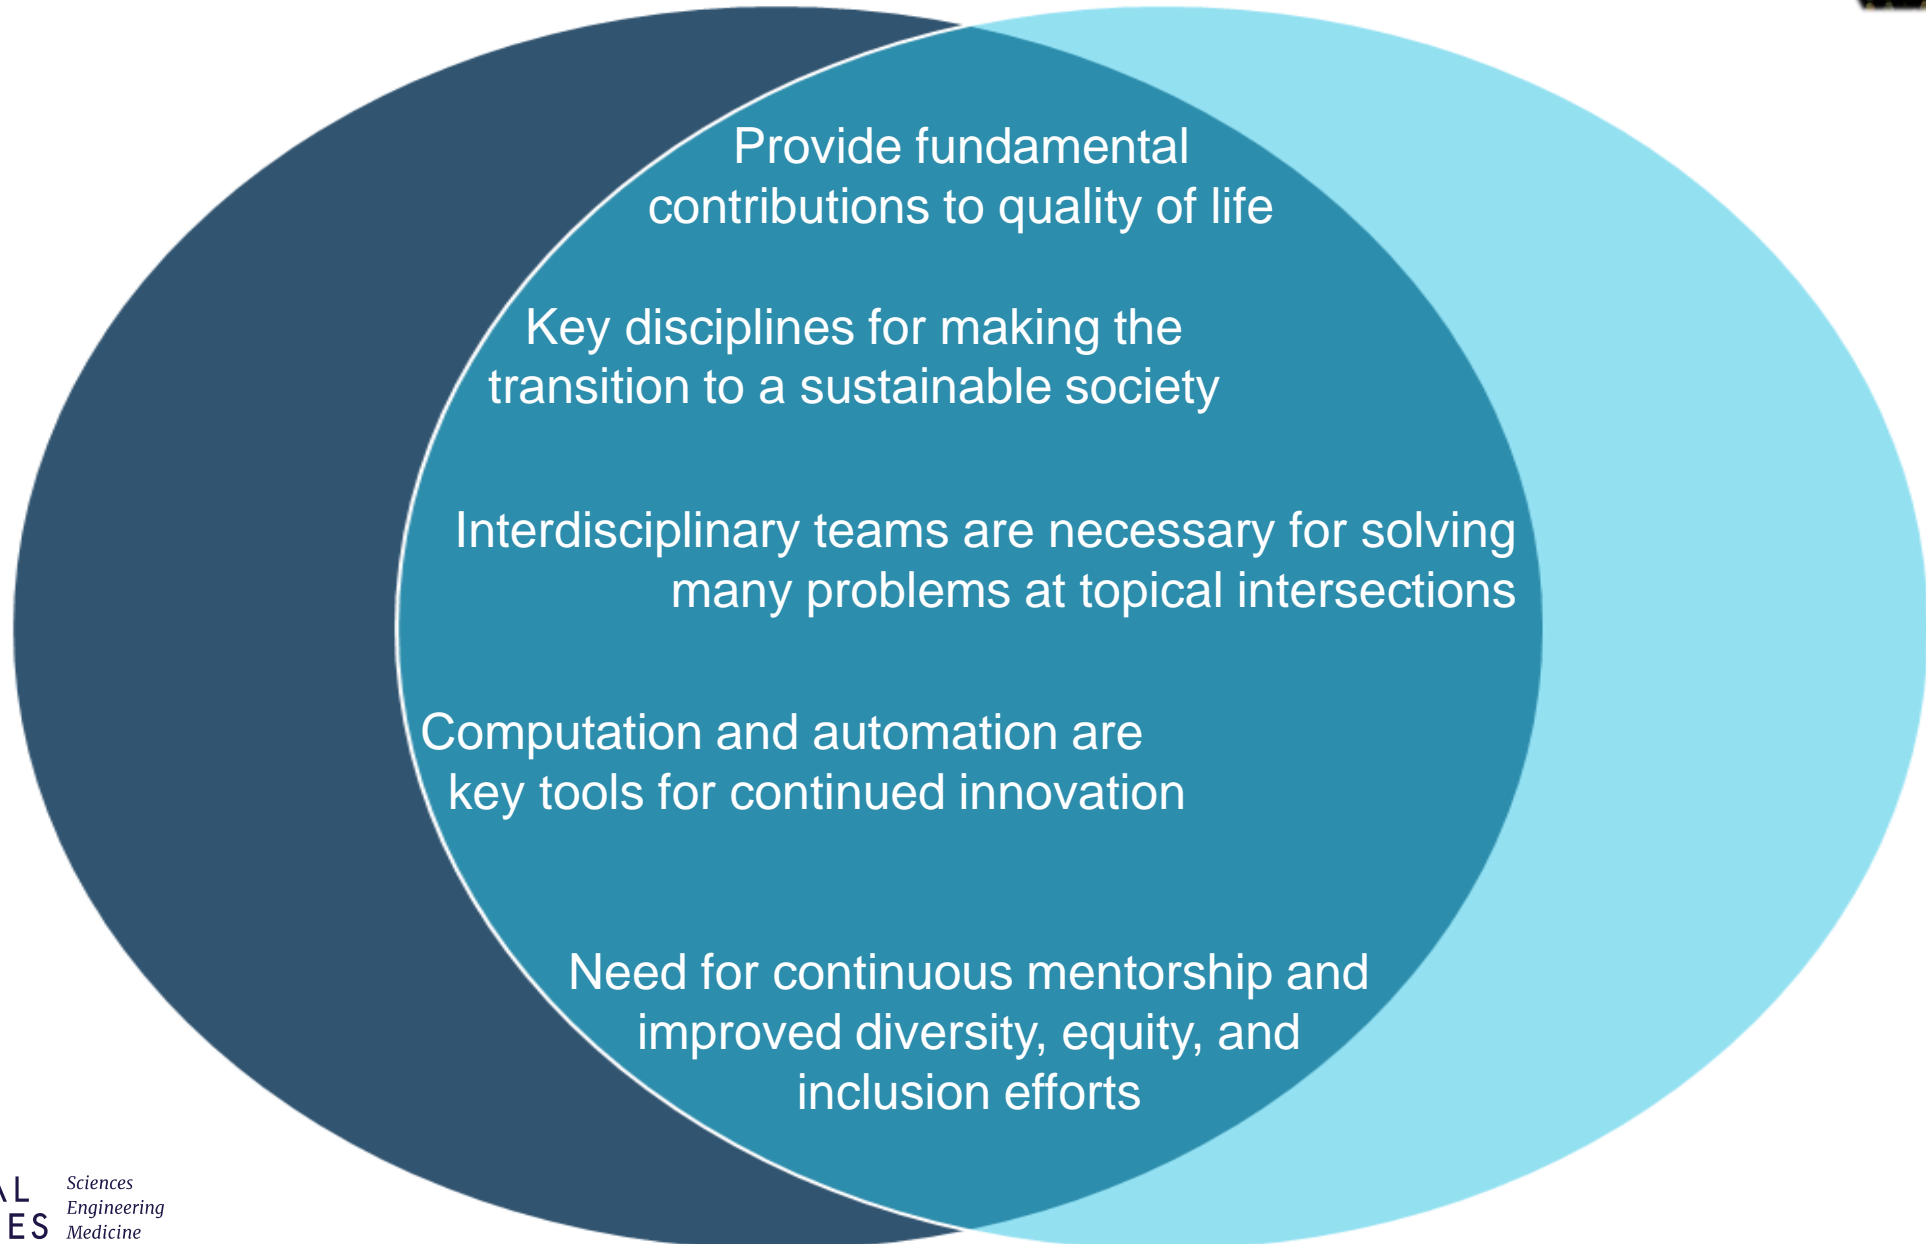 Provide fundamental
contributions to quality of life
Key disciplines for making the
transition to a sustainable society
Interdisciplinary teams are necessary for solving
many problems at topical intersections
Computation and automation are
key tools for continued innovation
Need for continuous mentorship and
improved diversity, equity, and
inclusion efforts
AL
ES
Sciences
Engineering
Medicine